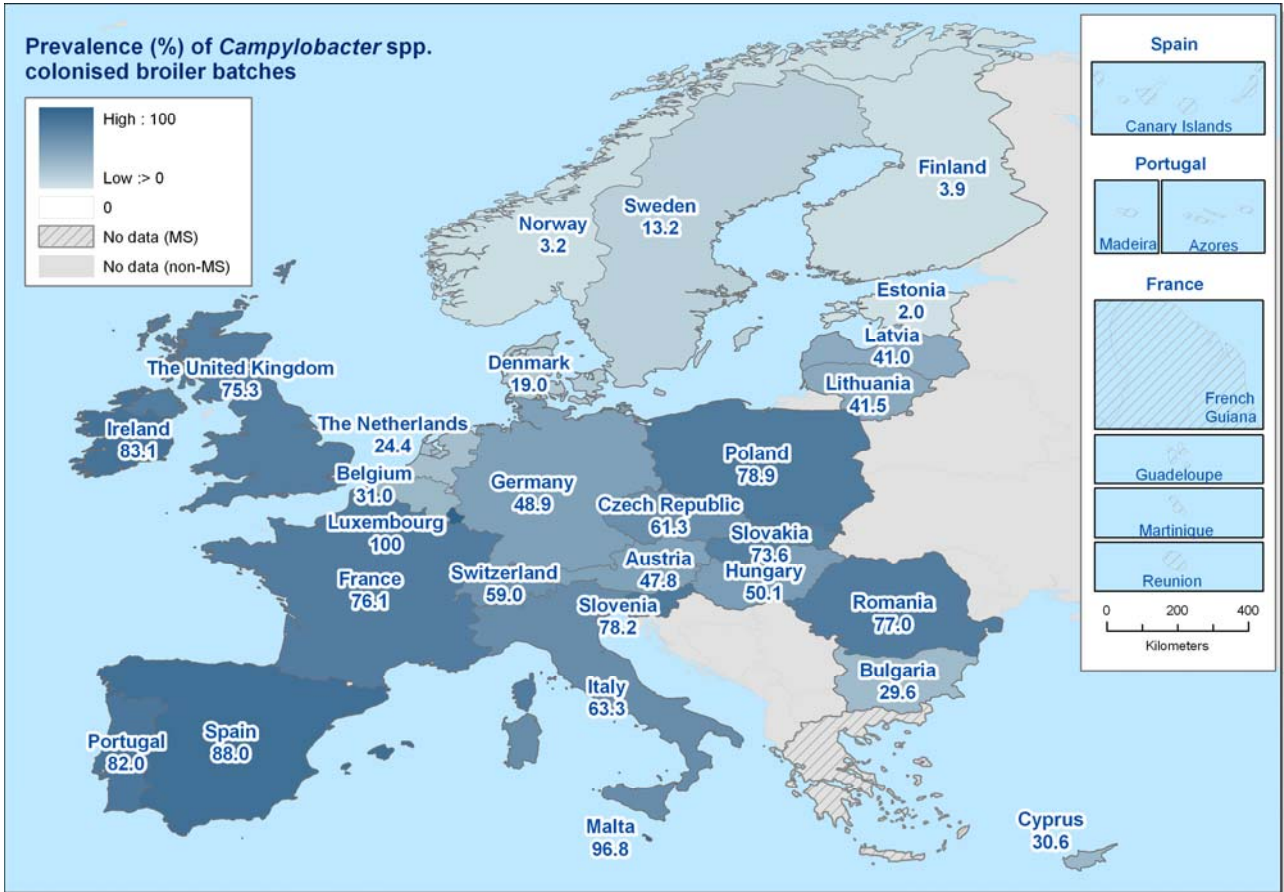 Prevalence (%) of Campylobacter spp.
colonised broiler batches
High : 100
Low :> 0
0
No data (MS)
No data (non-MS)
Norway
3.2
Sweden
13.2
Finland
3.9
Estonia
2.0
Latvia
41.0
Lithuania
41.5
Denmark
19.0
The United Kingdom
75.3
Ireland
83.1
The Netherlands
24.4
Belgium
31.0
Luxembourg
100
Germany
48.9
Poland
78.9
Czech Republic
61.3
Slovakia
73.6
Austria
47.8
Hungary
50.1
France
76.1
Switzerland
59.0
Slovenia
78.2
Romania
77.0
Bulgaria
29.6
Italy
63.3
Portugal
82.0
Spain
88.0
Malta
96.8
Cyprus
30.6
Spain
Canary Islands
Portugal
Madeira
Azores
France
French
Guiana
Guadeloupe
Martinique
Reunion
0 200 400
Kilometers